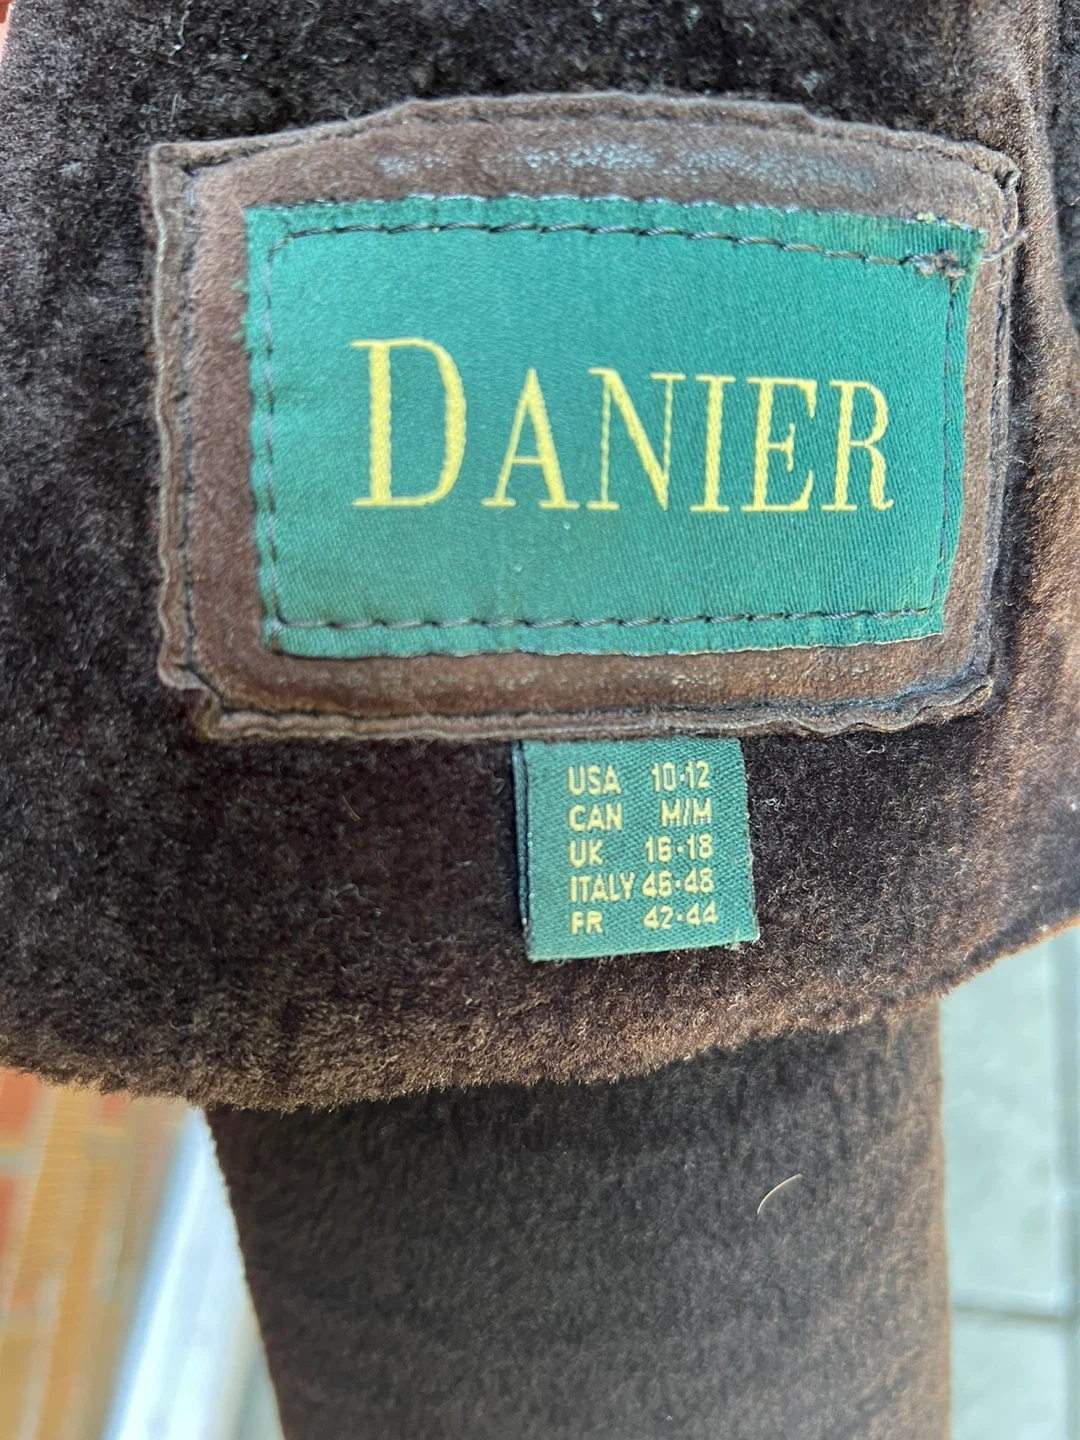 DANIER
USA 10-12
CAN M/M
UK 16-18
ITALY 46-48
FR 42-44